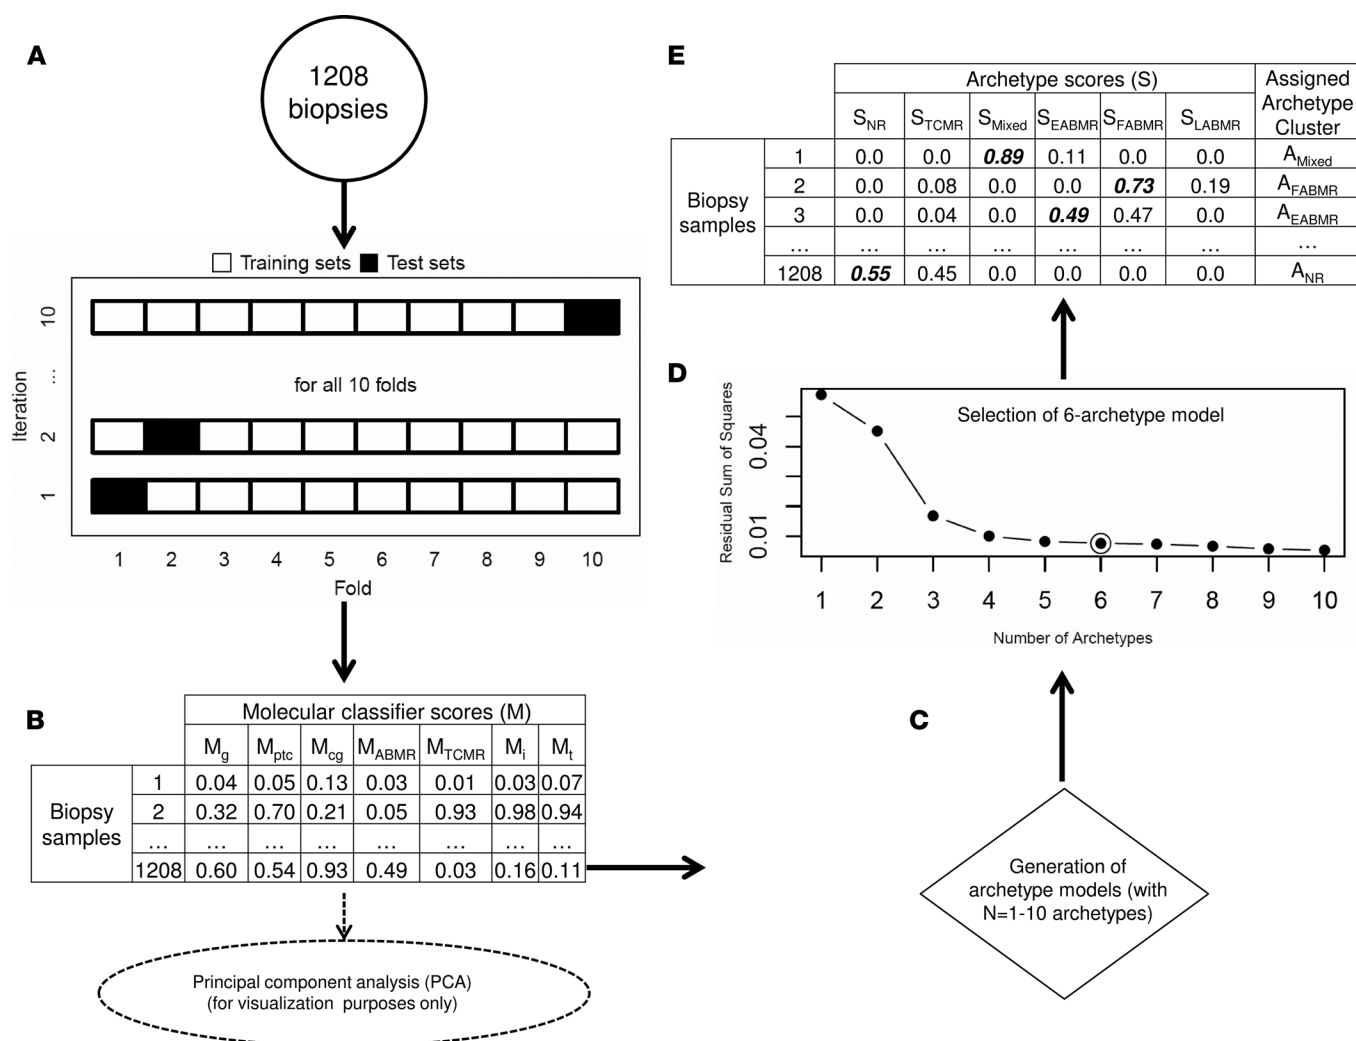 A
1208
biopsies
Training sets Test sets
10
for all 10 folds
...
2
1
Iteration
1 2 3 4 5 6 7 8 9 10
Fold
B
Molecular classifier scores (M)
Mg Mptc Mcg MABMR MTCMR Mi Mt
Biopsy samples
1 0.04 0.05 0.13 0.03 0.01 0.03 0.07
2 0.32 0.70 0.21 0.05 0.93 0.98 0.94
... ... ... ... ... ... ... ...
1208 0.60 0.54 0.93 0.49 0.03 0.16 0.11
Principal component analysis (PCA)
(for visualization purposes only)
C
Generation of
archetype models (with
N=1-10 archetypes)
D
Selection of 6-archetype model
Residual Sum of Squares
0.04
0.01
1 2 3 4 5 6 7 8 9 10
Number of Archetypes
E
Archetype scores (S)
Assigned
Archetype
Cluster
SNR STCMR SMixed SEABMR SFABMR SLABMR
Biopsy samples
1 0.0 0.0 0.89 0.11 0.0 0.0 AMixed
2 0.0 0.08 0.0 0.0 0.73 0.19 AFABMR
3 0.0 0.04 0.0 0.49 0.47 0.0 AEABMR
... ... ... ... ... ... ... ...
1208 0.55 0.45 0.0 0.0 0.0 0.0 ANR